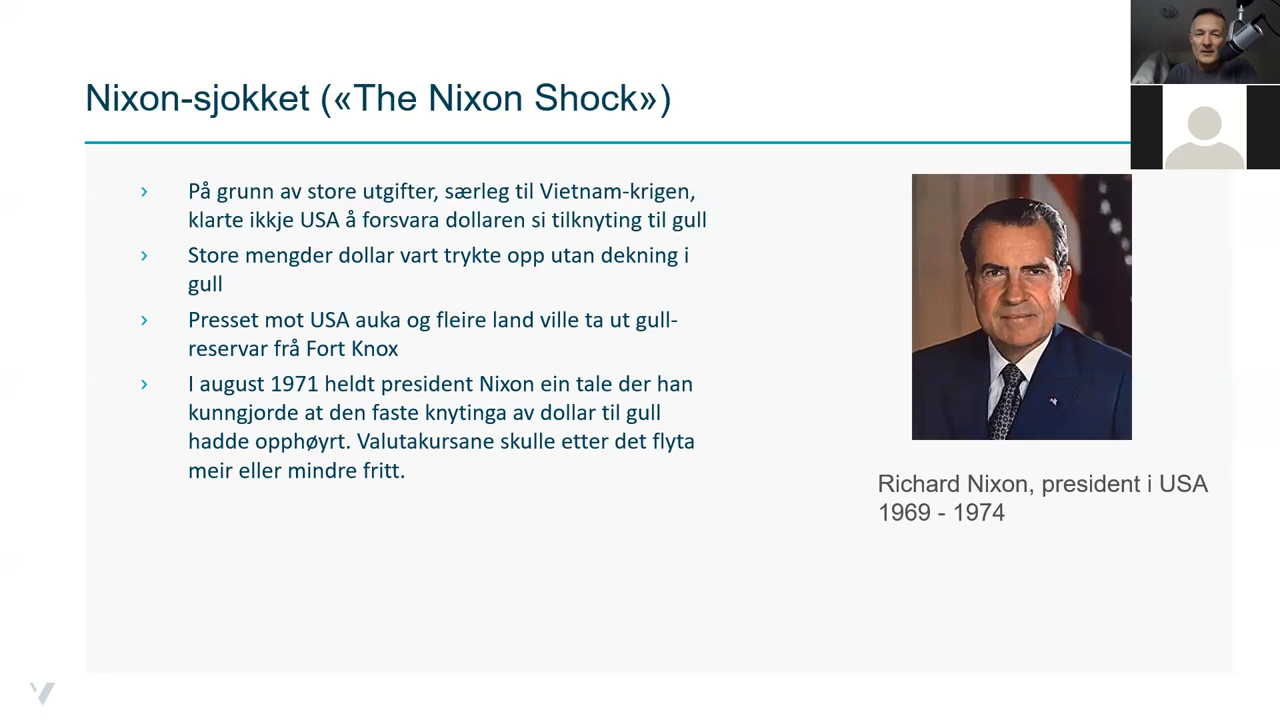 Nixon-sjokket («The Nixon Shock»)
På grunn av store utgifter, særleg til Vietnam-krigen,
klarte ikkje USA å forsvara dollaren si tilknyting til gull
Store mengder dollar vart trykte opp utan dekning i
gull
Presset mot USA auka og fleire land ville ta ut gull-
reservar frå Fort Knox
I august 1971 heldt president Nixon ein tale der han
kunngjorde at den faste knytinga av dollar til gull
hadde opphøyrt. Valutakursane skulle etter det flyta
meir eller mindre fritt.
Richard Nixon, president i USA
1969 - 1974